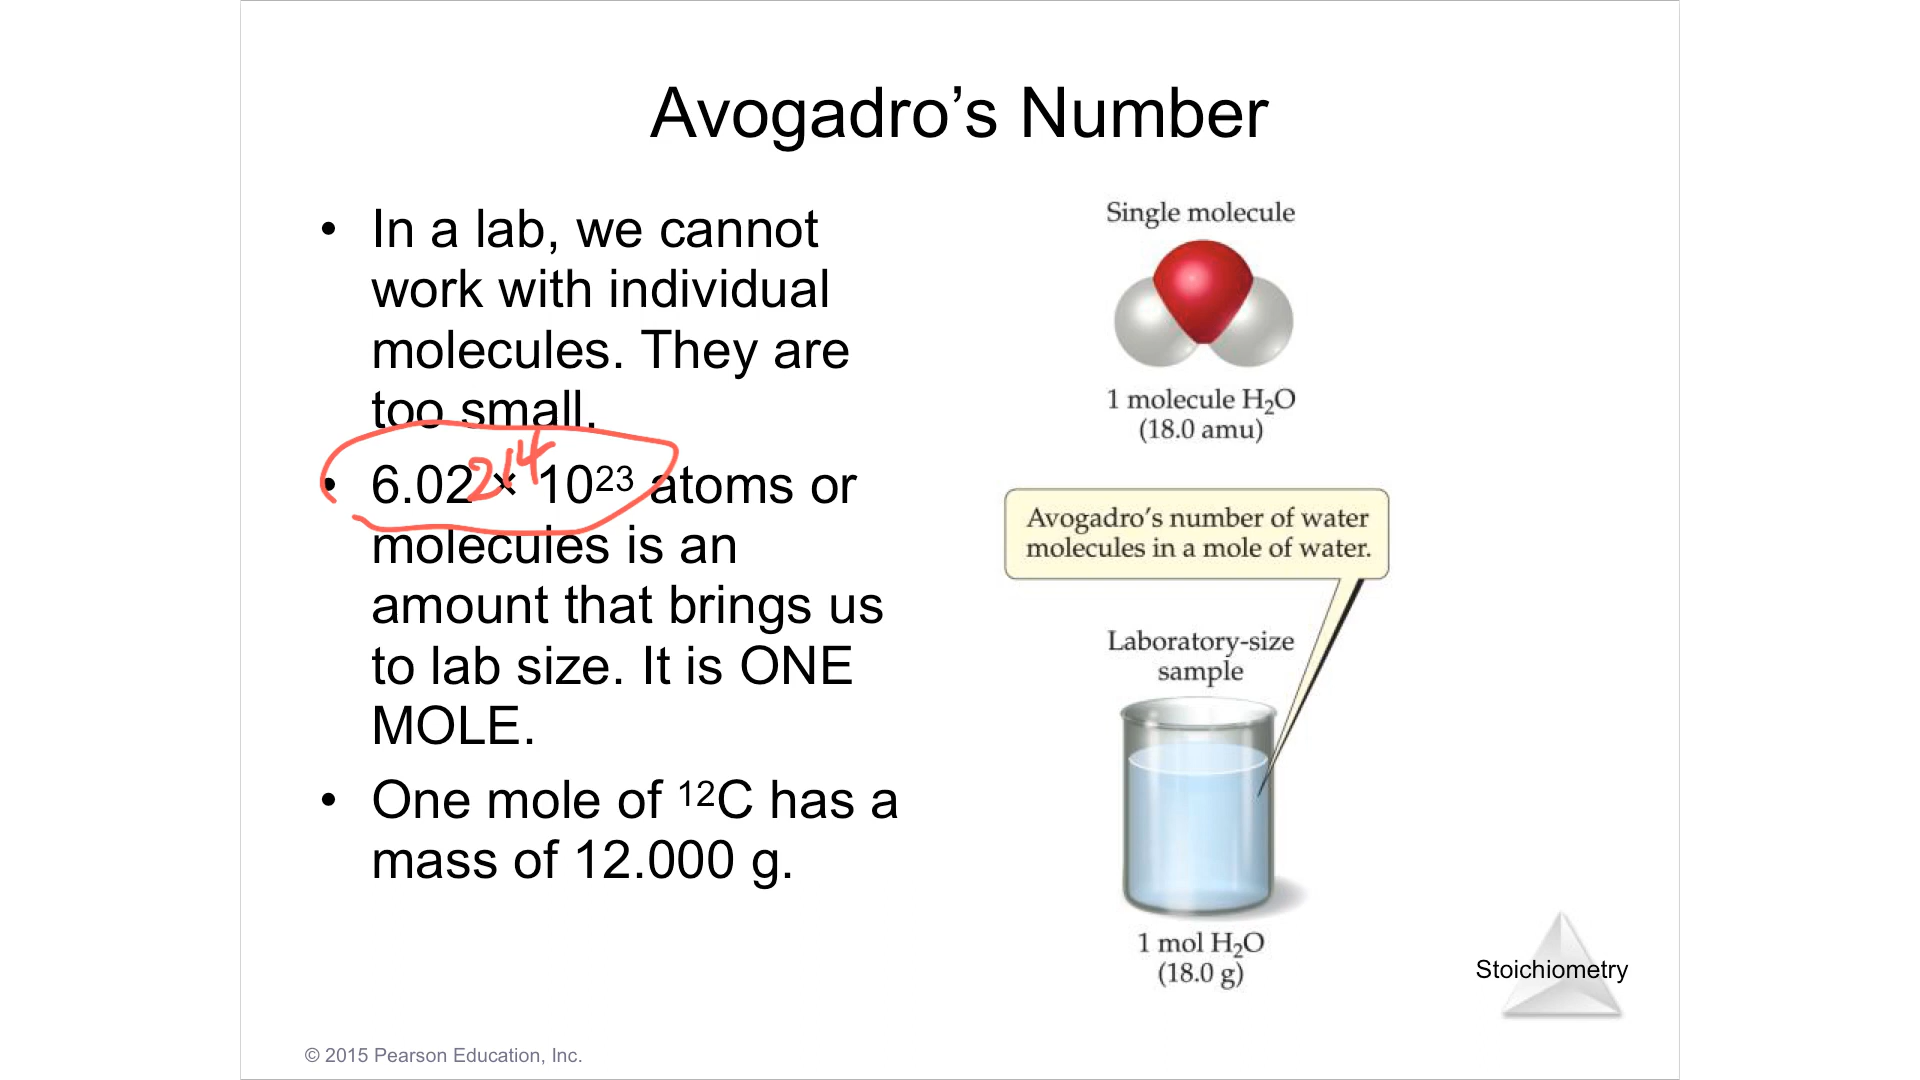 Avogadro’s Number
• In a lab, we cannot
work with individual
molecules. They are
too small.
• 6.02 214 × 10²³ atoms or
molecules is an
amount that brings us
to lab size. It is ONE
MOLE.
• One mole of ¹²C has a
mass of 12.000 g.
Single molecule
1 molecule H₂O
(18.0 amu)
Avogadro’s number of water
molecules in a mole of water.
Laboratory-size
sample
1 mol H₂O
(18.0 g)
Stoichiometry
© 2015 Pearson Education, Inc.